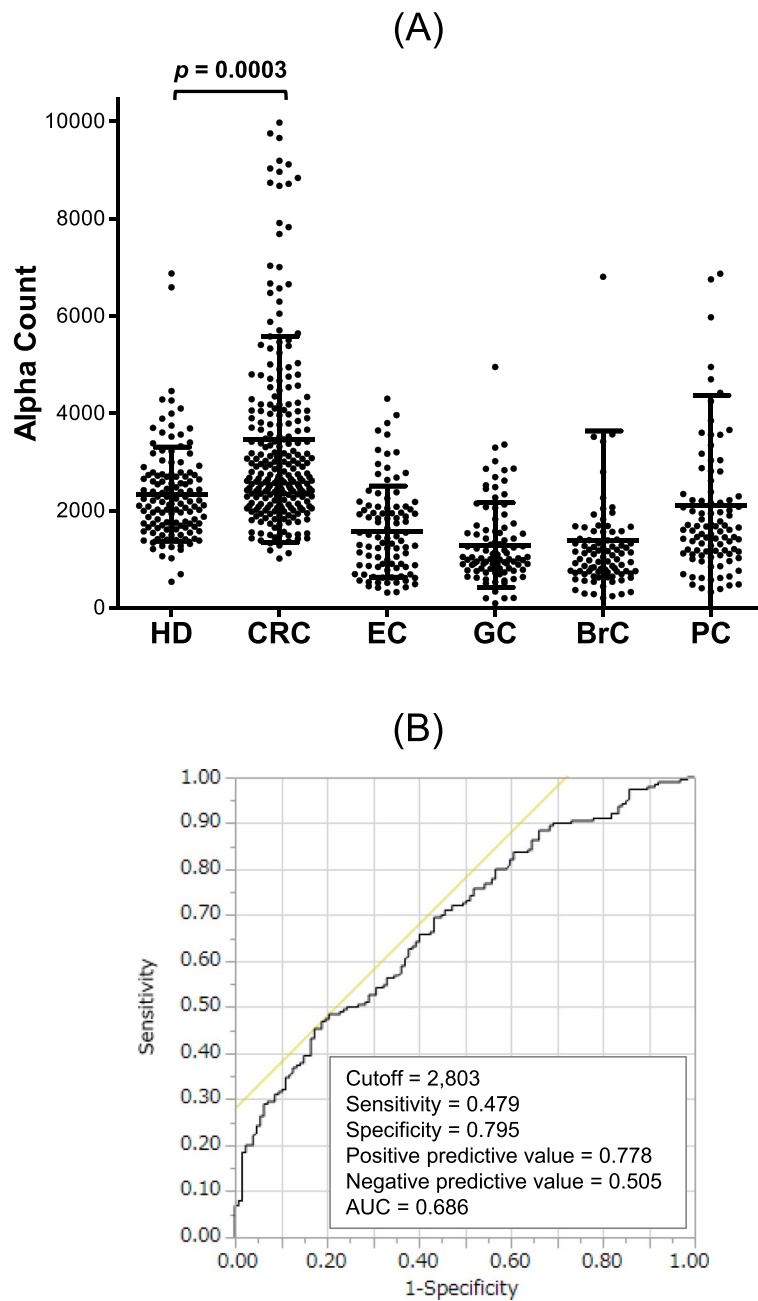 (A)
p = 0.0003
Alpha Count
10000
8000
6000
4000
2000
0
HD CRC EC GC BrC PC
(B)
Sensitivity
1.00
0.90
0.80
0.70
0.60
0.50
0.40
0.30
0.20
0.10
0.00
Cutoff = 2,803
Sensitivity = 0.479
Specificity = 0.795
Positive predictive value = 0.778
Negative predictive value = 0.505
AUC = 0.686
0.00 0.20 0.40 0.60 0.80 1.00
1-Specificity